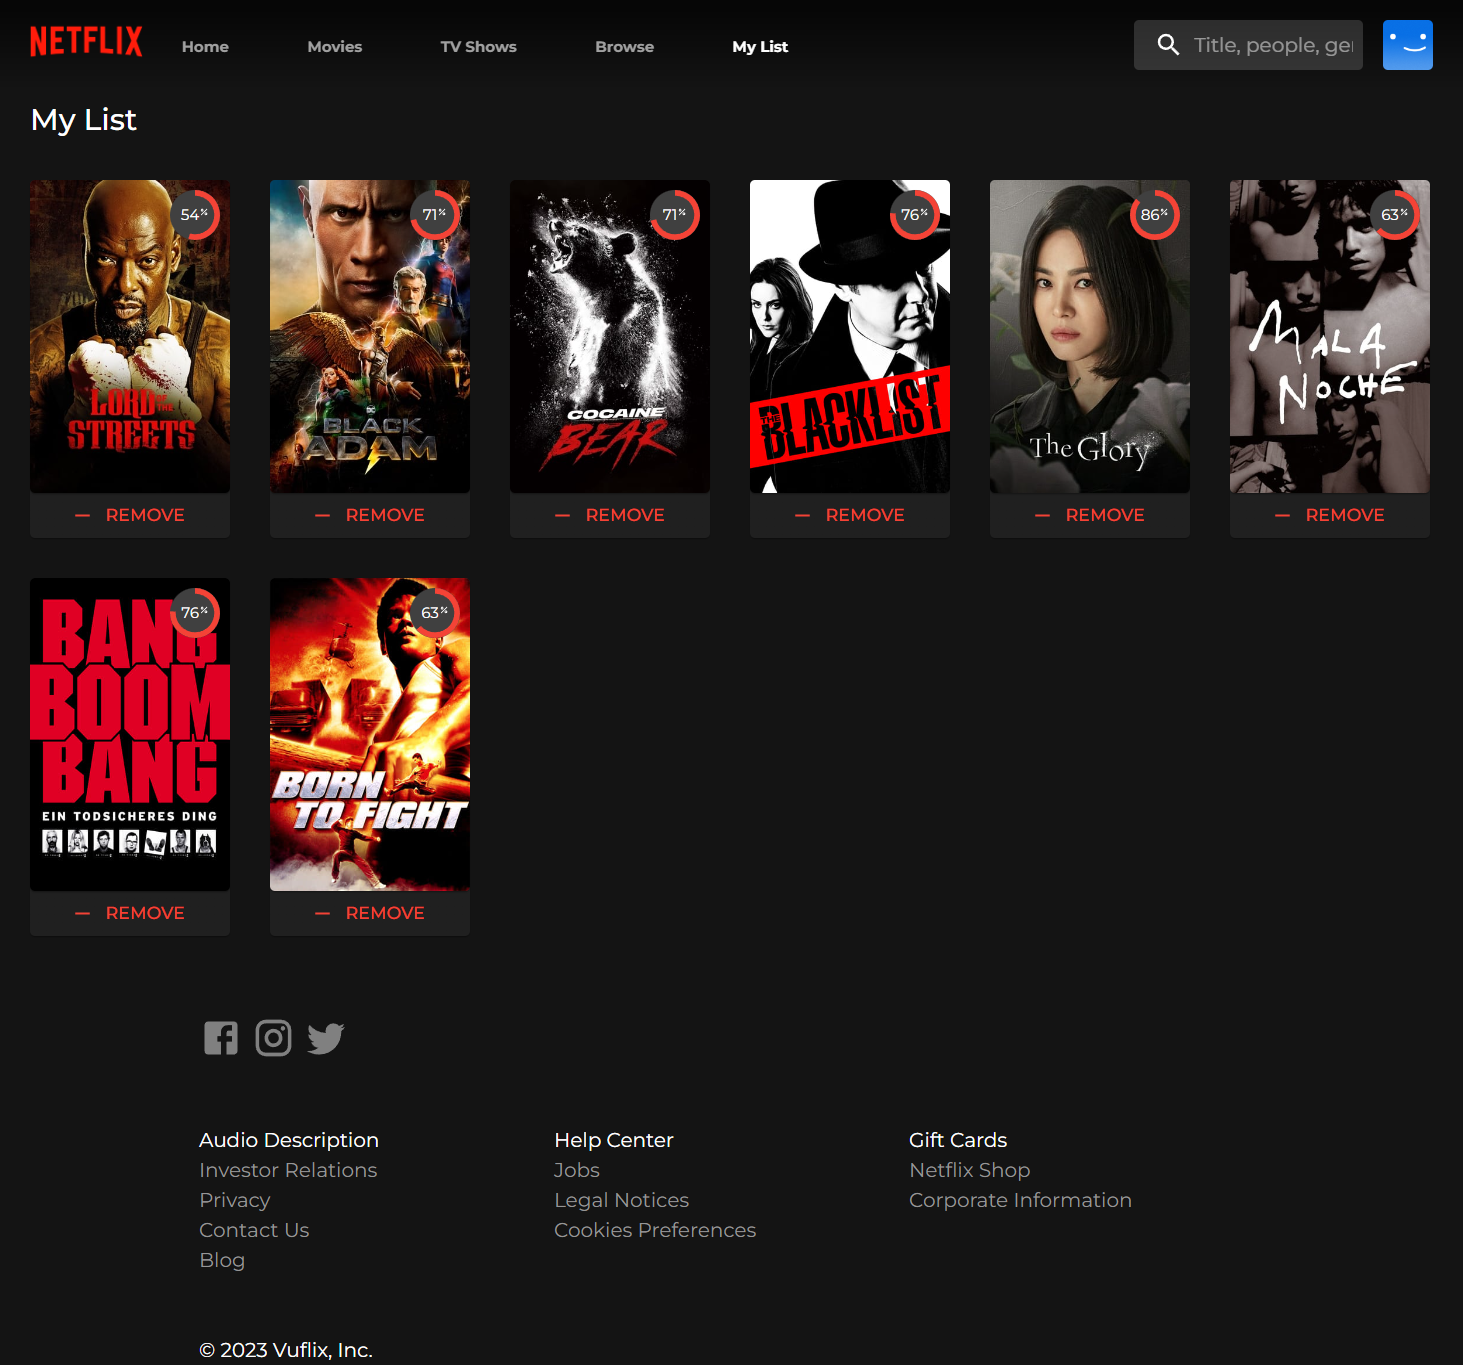 NETFLIX Home Movies TV Shows Browse My List Title, people, ge
My List
54%
71%
71%
76%
86%
63%
LORD OF THE
STREETS
DC
BLACK
ADAM
COCAINE
BEAR
THE
BLACKLIST
The Glory
MALA
NOCHE
REMOVE
REMOVE
REMOVE
REMOVE
REMOVE
REMOVE
76%
63%
BANG
BOOM
BANG
EIN TODSICHERES DING
BORN
TO FIGHT
REMOVE
REMOVE
Audio Description
Investor Relations
Privacy
Contact Us
Blog
Help Center
Jobs
Legal Notices
Cookies Preferences
Gift Cards
Netflix Shop
Corporate Information
© 2023 Vuflix, Inc.